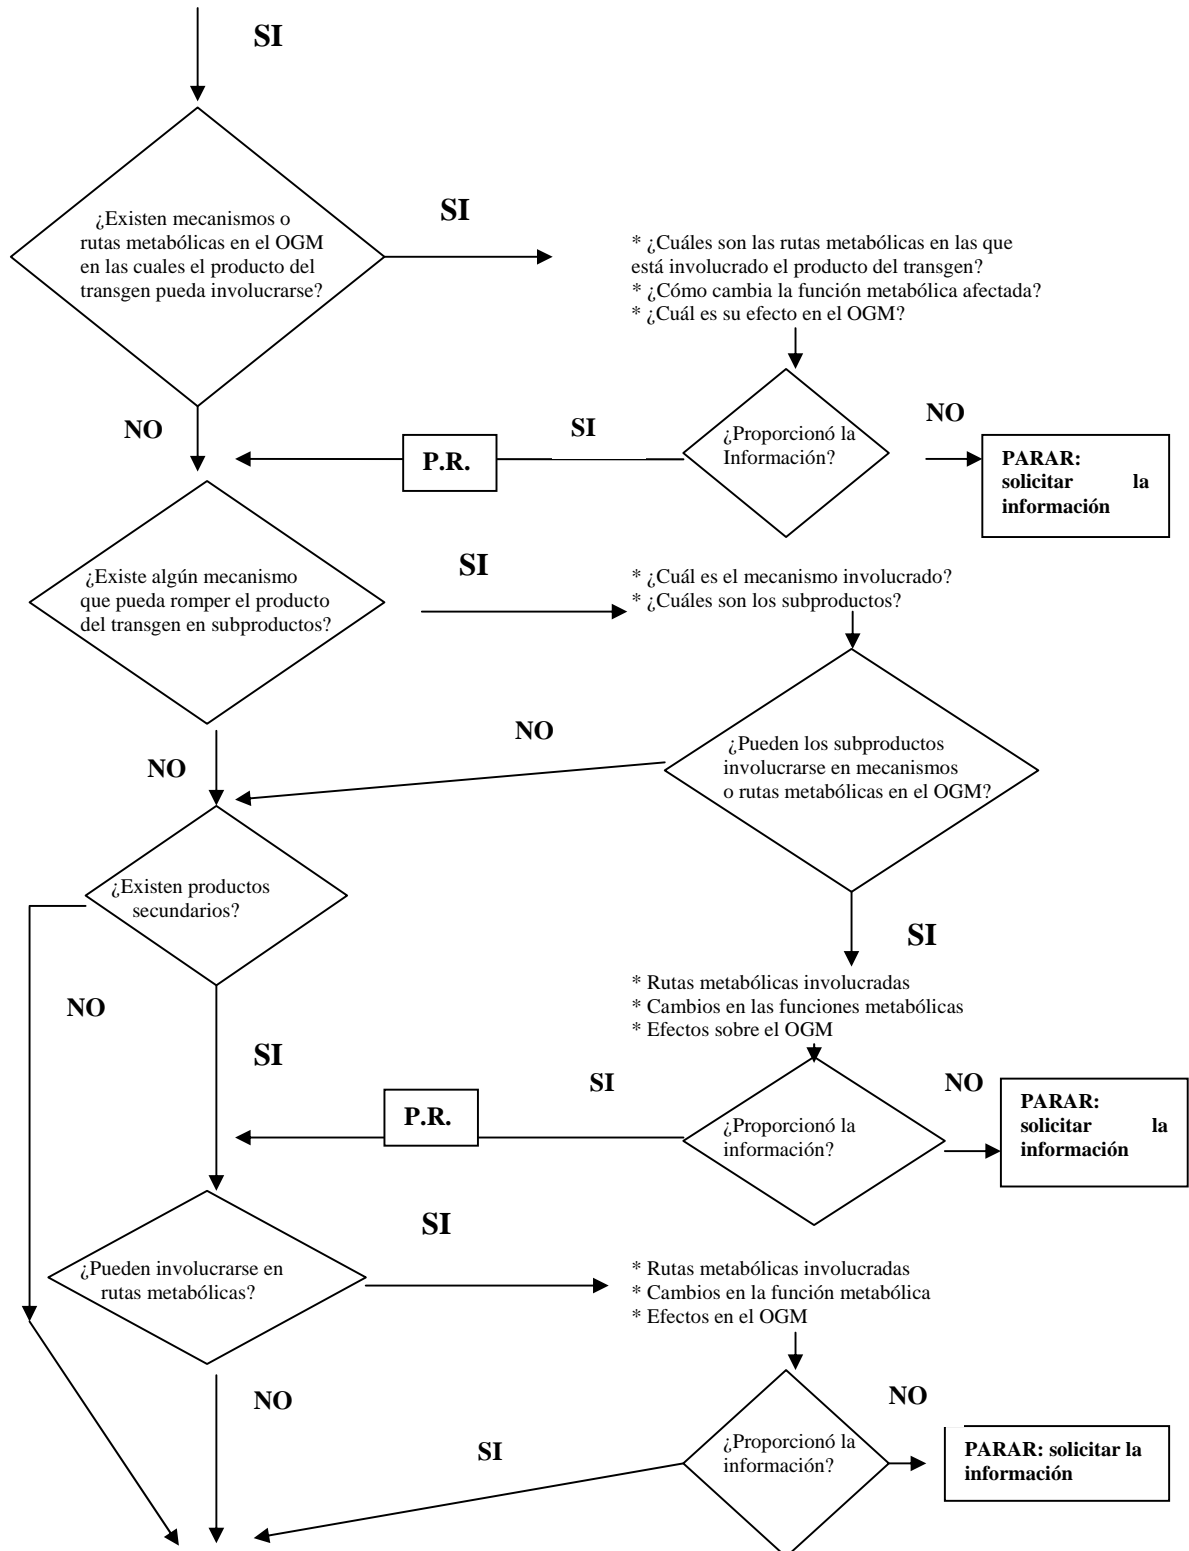 SI
¿Existen mecanismos o
rutas metabólicas en el OGM
en las cuales el producto del
transgen pueda involucrarse?
SI
* ¿Cuáles son las rutas metabólicas en las que
está involucrado el producto del transgen?
* ¿Cómo cambia la función metabólica afectada?
* ¿Cuál es su efecto en el OGM?
NO
P.R.
SI
¿Proporcionó la
Información?
NO
PARAR:
solicitar la
información
¿Existe algún mecanismo
que pueda romper el producto
del transgen en subproductos?
SI
* ¿Cuál es el mecanismo involucrado?
* ¿Cuáles son los subproductos?
NO
NO
¿Pueden los subproductos
involucrarse en mecanismos
o rutas metabólicas en el OGM?
¿Existen productos
secundarios?
SI
NO
* Rutas metabólicas involucradas
* Cambios en las funciones metabólicas
* Efectos sobre el OGM
SI
P.R.
SI
¿Proporcionó la
información?
NO
PARAR:
solicitar la
información
¿Pueden involucrarse en
rutas metabólicas?
SI
* Rutas metabólicas involucradas
* Cambios en la función metabólica
* Efectos en el OGM
NO
SI
¿Proporcionó la
información?
NO
PARAR: solicitar la
información